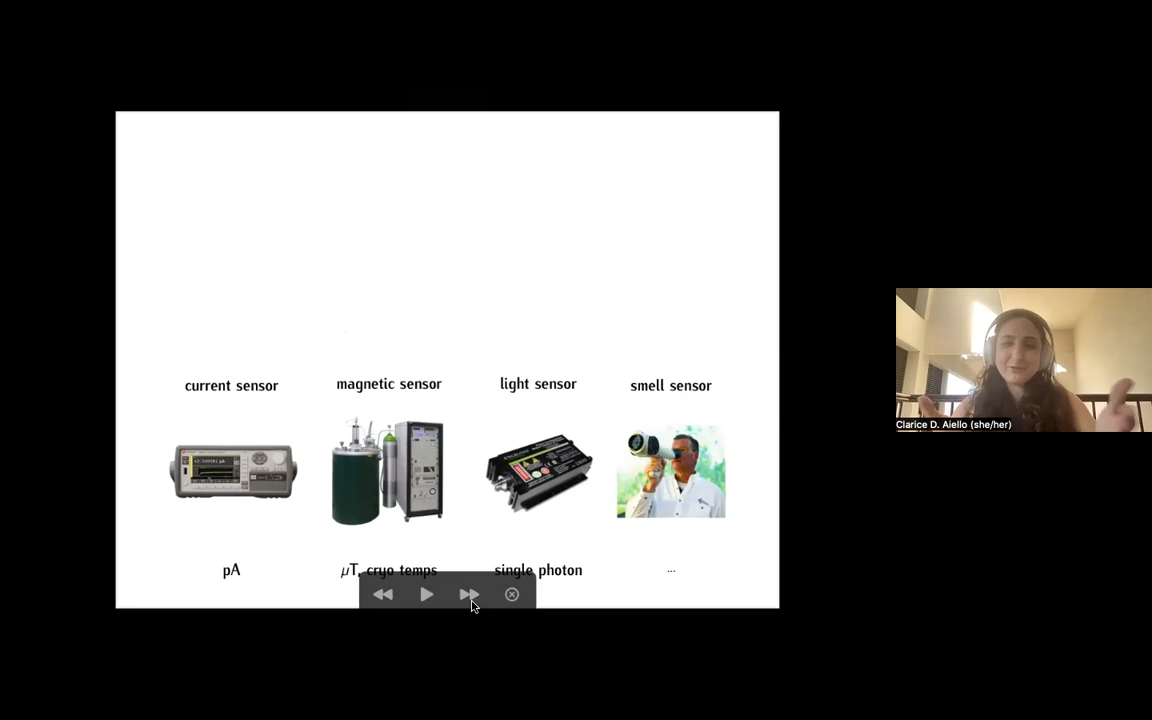 current sensor
magnetic sensor
light sensor
smell sensor
pA
μT, cryo temps
single photon
...
Clarice D. Aiello (she/her)